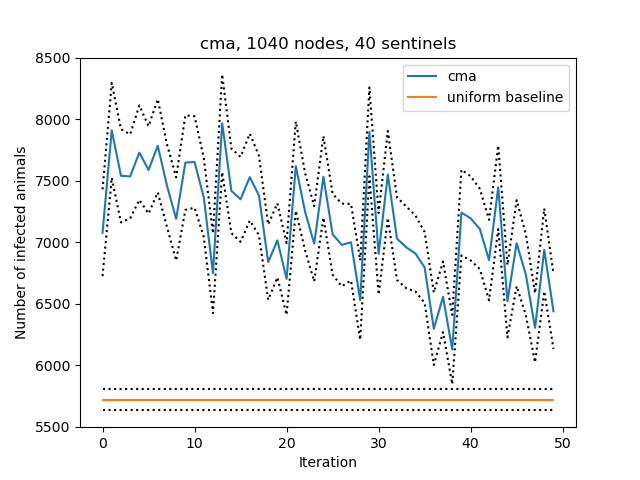 cma, 1040 nodes, 40 sentinels
cma
uniform baseline
Number of infected animals
8500
8000
7500
7000
6500
6000
5500
0 10 20 30 40 50
Iteration